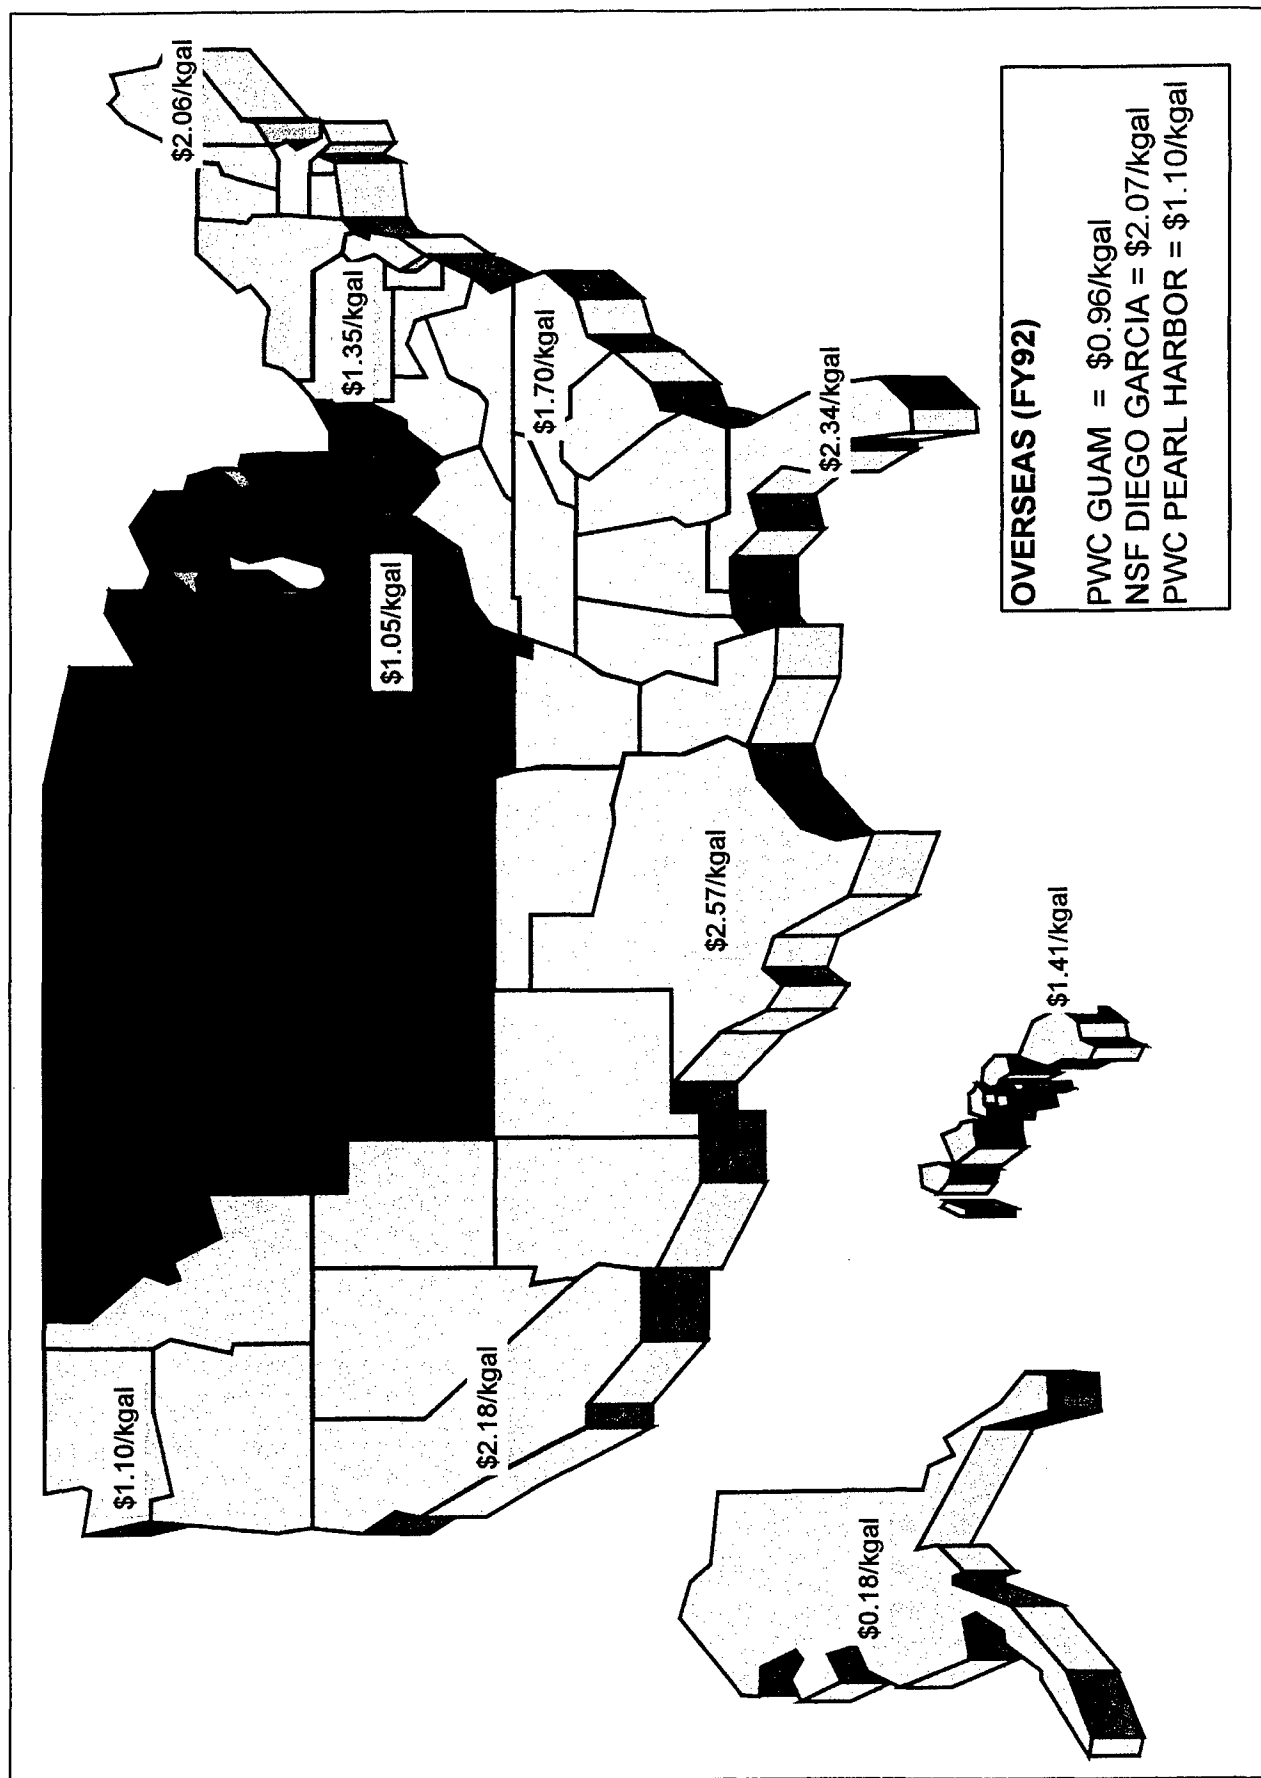 $1.10/kgal
$2.18/kgal
$0.18/kgal
$1.05/kgal
$2.57/kgal
$1.41/kgal
$2.06/kgal
$1.35/kgal
$1.70/kgal
$2.34/kgal
OVERSEAS (FY92)
PWC GUAM = $0.96/kgal
NSF DIEGO GARCIA = $2.07/kgal
PWC PEARL HARBOR = $1.10/kgal